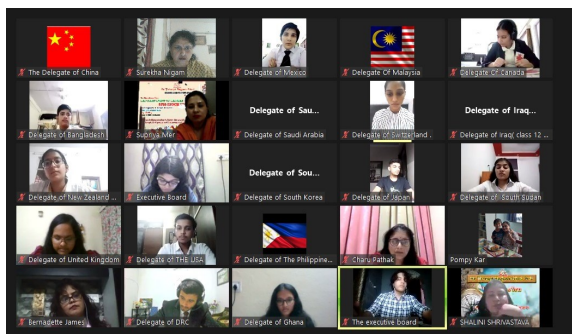 The Delegate of China
Surekha Nigam
Delegate of Mexico
Delegate Of Malaysia
Delegate Of Canada
Delegate of Bangladesh
Supriya Iyer
Delegate of Sau...
Delegate of Saudi Arabia
Delegate of Switzerland .
Delegate of Iraq...
Delegate of Iraq( class 12 ...
Delegate of New Zealand ...
Executive Board
Delegate of Sou...
Delegate of South Korea
Delegate of Japan
Delegate of South Sudan
Delegate of United Kingdom
Delegate of THE USA.
Delegate of The Philippine...
Charu Pathak
Pompy Kar
Bernadette James
Delegate of DRC
Delegate of Ghana
The executive board
SHALINI SHRIVASTAVA